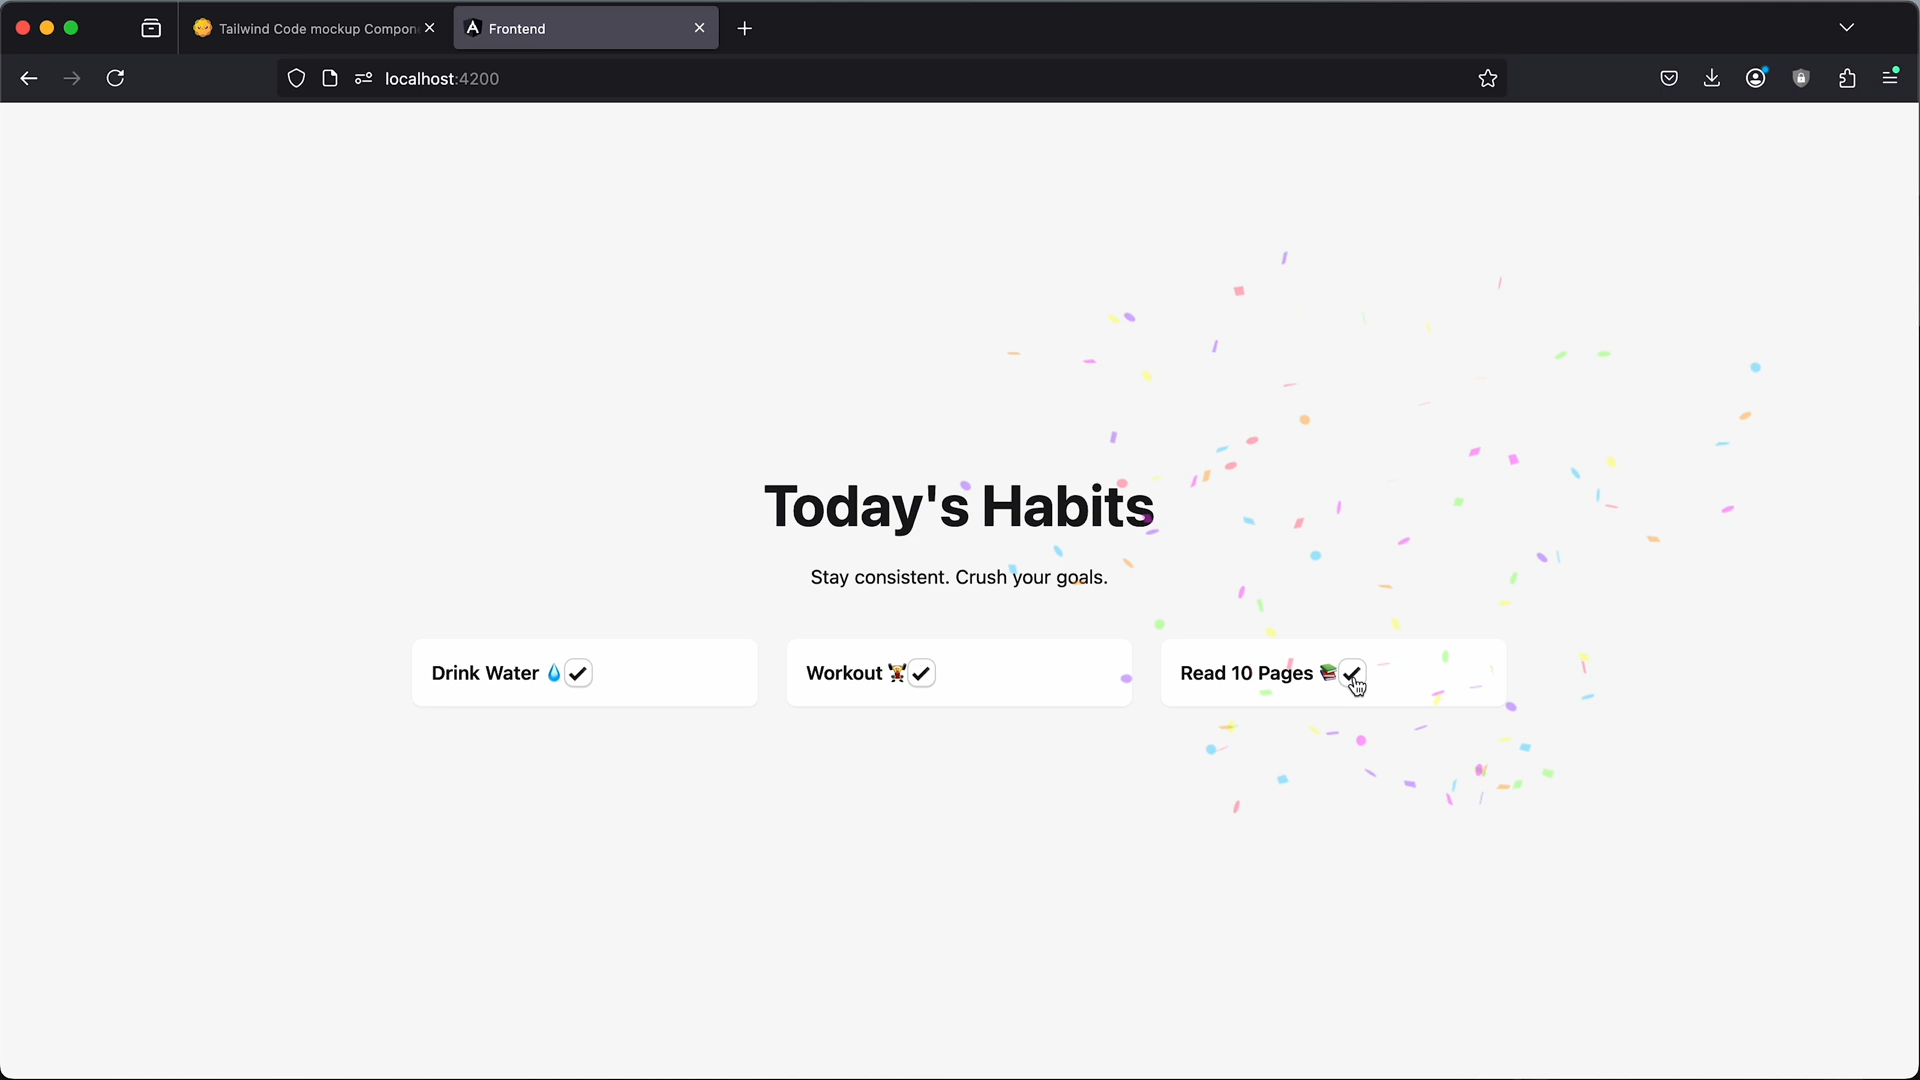 Tailwind Code mockup Compon
Frontend
localhost:4200
Today's Habits
Stay consistent. Crush your goals.
Drink Water 💧
Workout 🏋️
Read 10 Pages 📚